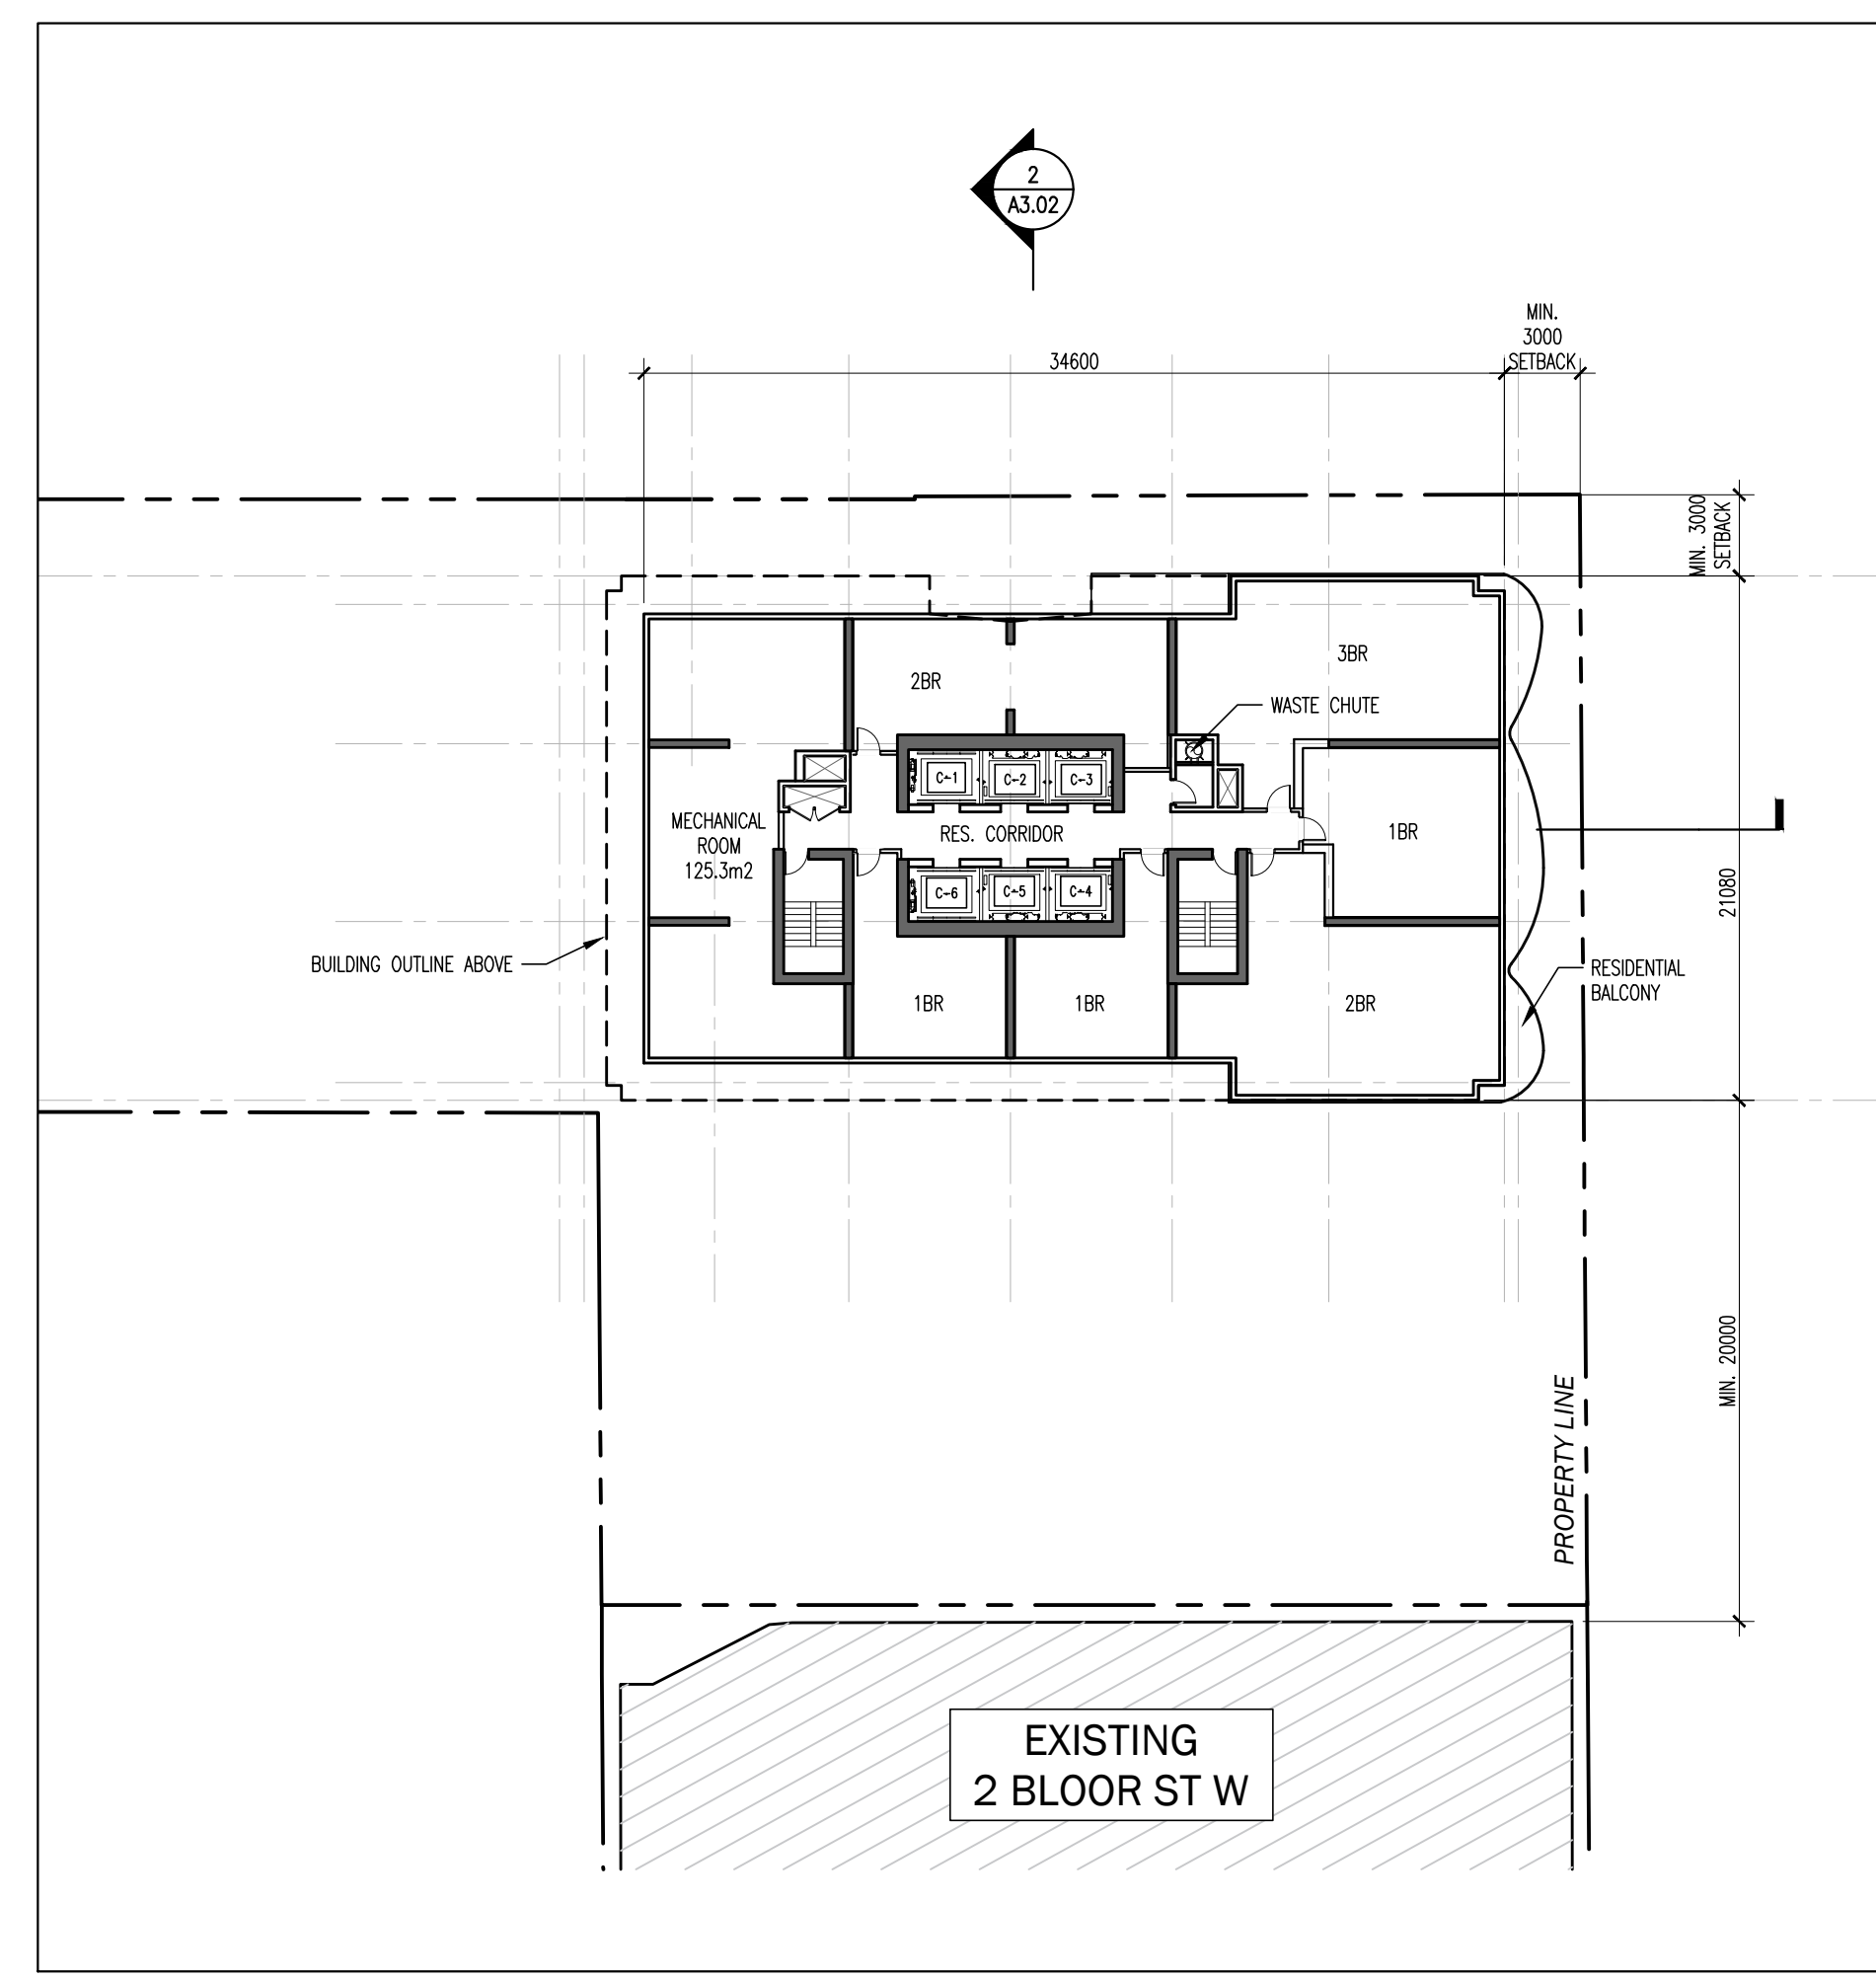 2
A3.02
MIN.
3000
SETBACK
34600
MIN. 3000
SETBACK
3BR
2BR
WASTE CHUTE
C-1
C-2
C-3
MECHANICAL
ROOM
125.3m2
RES. CORRIDOR
1BR
C-6
C-5
C-4
21080
BUILDING OUTLINE ABOVE
RESIDENTIAL
BALCONY
1BR
1BR
2BR
MIN. 20000
PROPERTY LINE
EXISTING
2 BLOOR ST W